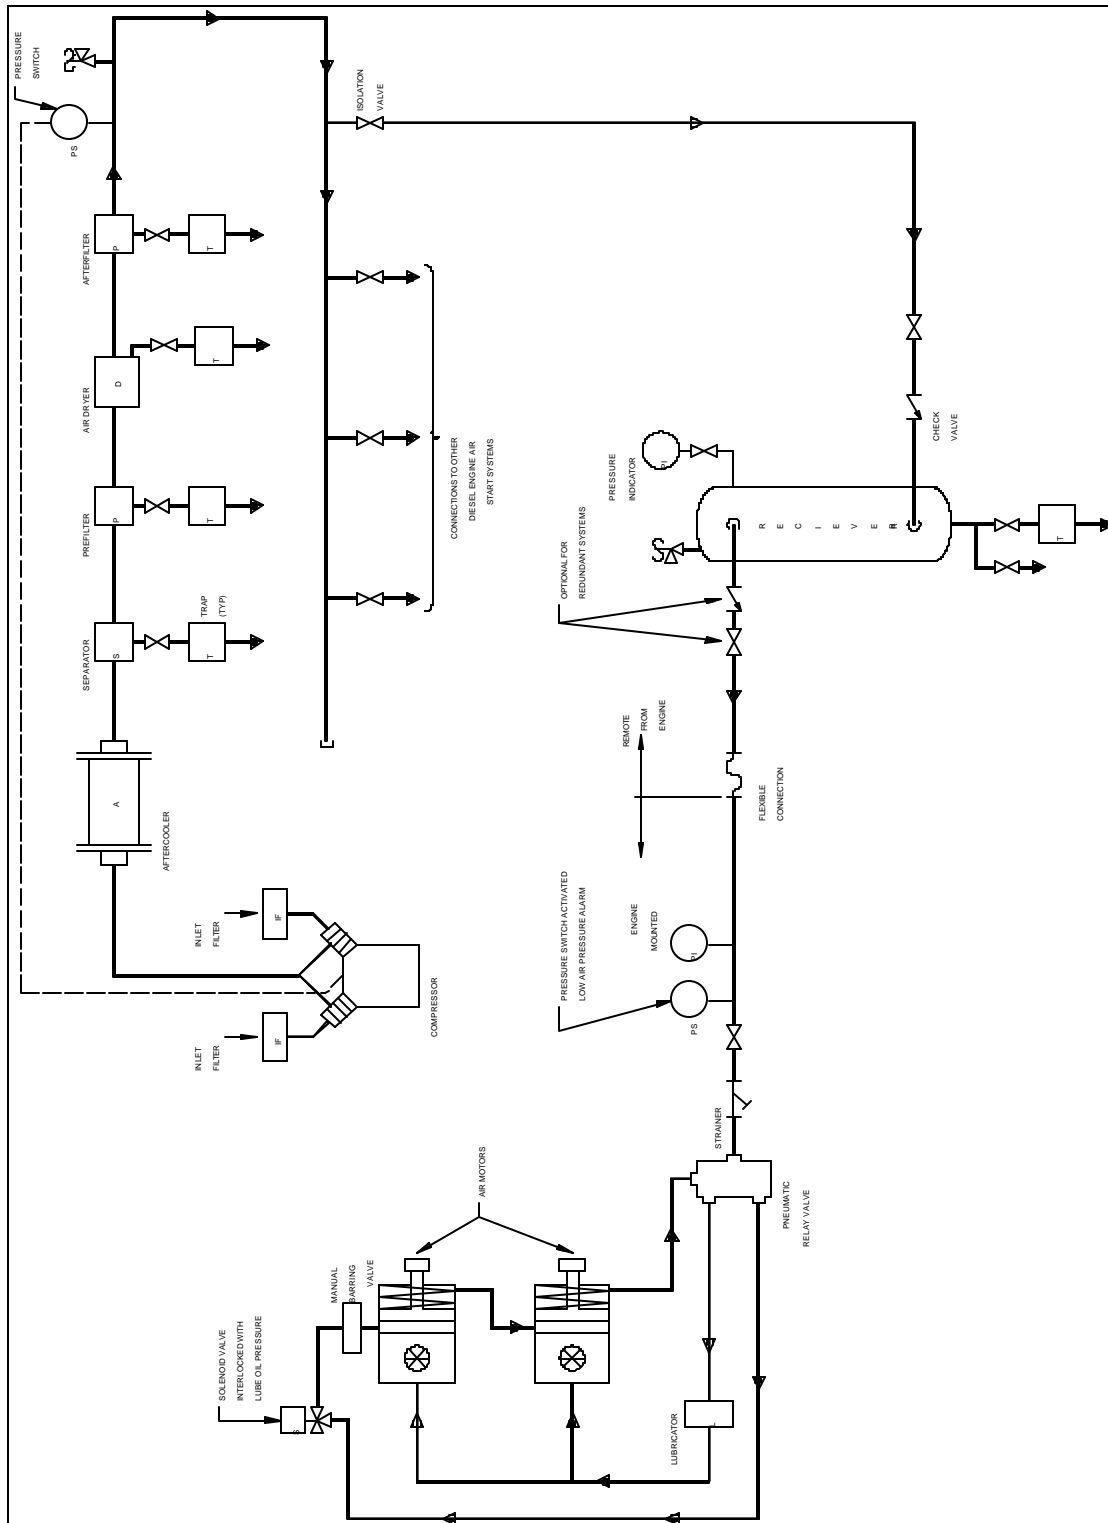 PRESSURE
SWITCH
PS
ISOLATION
VALVE
AFTERFILTER
P
T
AIR DRYER
D
T
PREFILTER
P
T
SEPARATOR
S
TRAP
(TYP)
T
CONNECTIONS TO OTHER
DIESEL ENGINE AIR
START SYSTEMS
AFTERCOOLER
A
INLET
FILTER
IF
INLET
FILTER
IF
COMPRESSOR
CHECK
VALVE
PRESSURE
INDICATOR
PI
RECIEVER
T
OPTIONAL FOR
REDUNDANT SYSTEMS
REMOTE
FROM
ENGINE
FLEXIBLE
CONNECTION
ENGINE
MOUNTED
PI
PRESSURE SWITCH ACTIVATED
LOW AIR PRESSURE ALARM
PS
STRAINER
PNEUMATIC
RELAY VALVE
AIR MOTORS
MANUAL
BARRING
VALVE
SOLENOID VALVE
INTERLOCKED WITH
LUBE OIL PRESSURE
S
LUBRICATOR
L